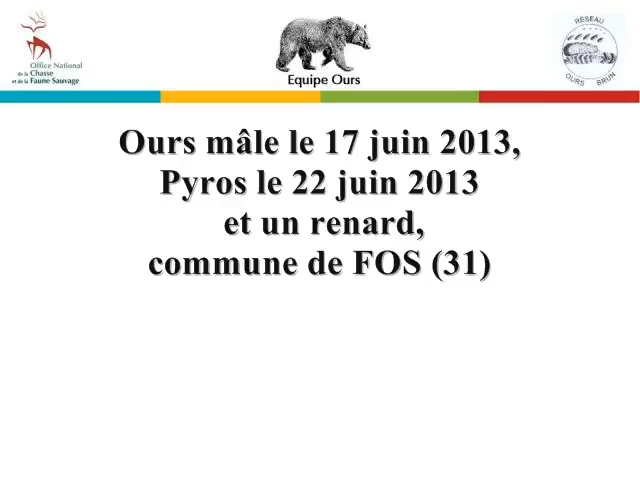 Office National
de la Chasse
et de la Faune Sauvage
Equipe Ours
RÉSEAU
OURS BRUN
Ours mâle le 17 juin 2013,
Pyros le 22 juin 2013
et un renard,
commune de FOS (31)